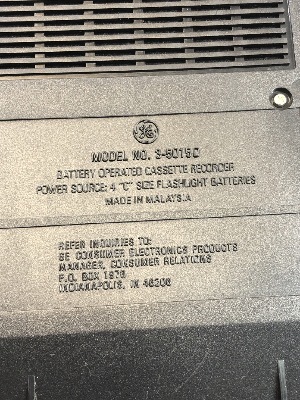 GE
MODEL NO. 3-5015C
BATTERY OPERATED CASSETTE RECORDER
POWER SOURCE: 4 "C" SIZE FLASHLIGHT BATTERIES
MADE IN MALAYSIA
REFER INQUIRIES TO:
GE CONSUMER ELECTRONICS PRODUCTS
MANAGER, CONSUMER RELATIONS
P.O. BOX 1976
INDIANAPOLIS, IN 46206